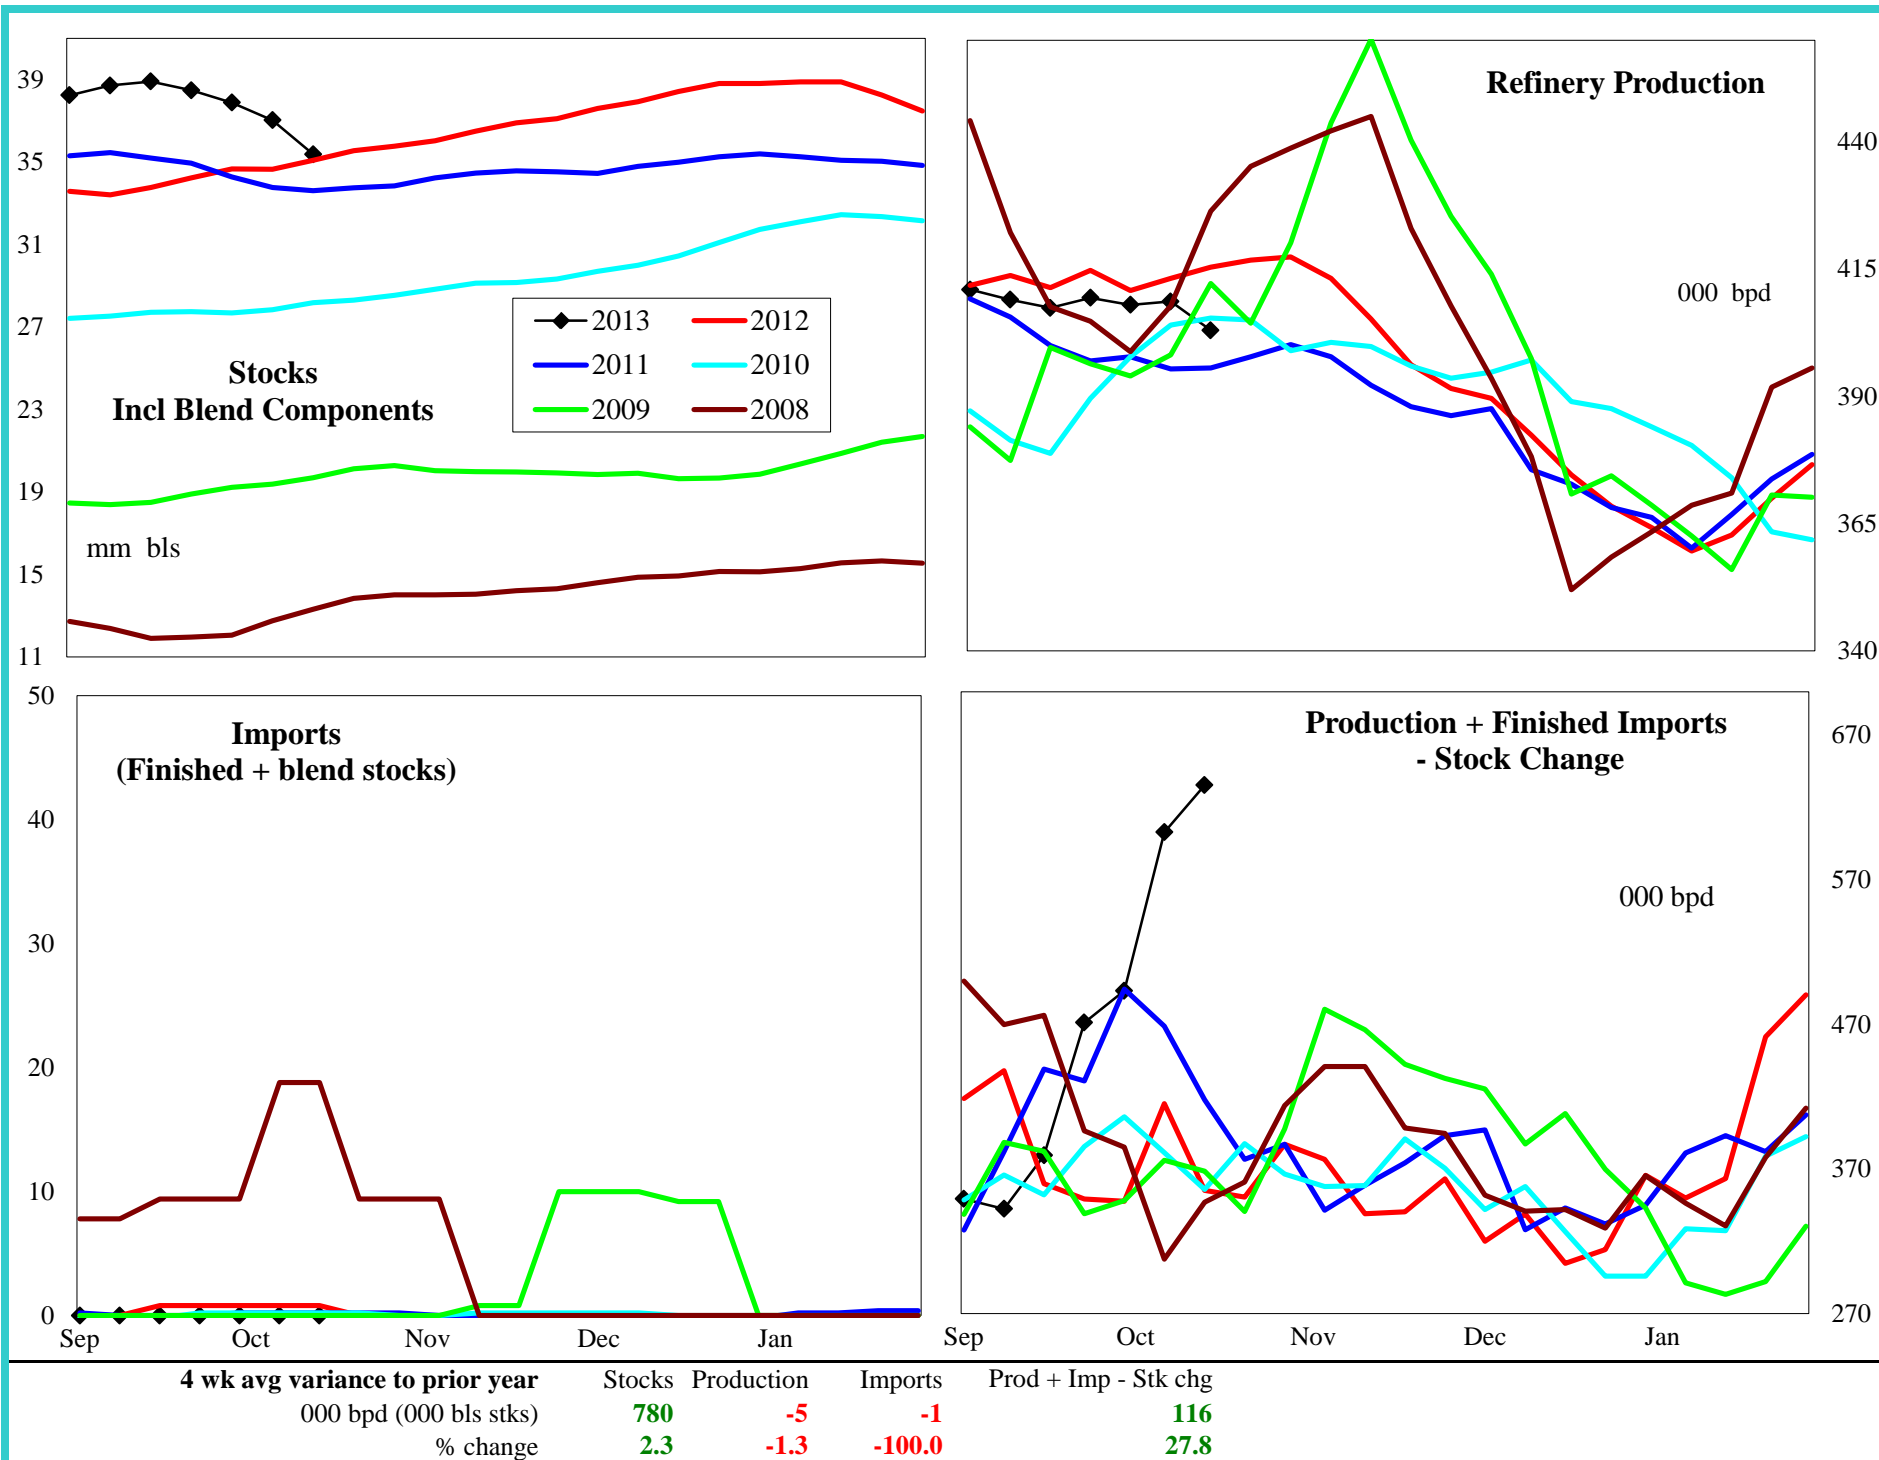 39
35
31
27
23
19
15
11
Stocks
Incl Blend Components
mm bls
2013 2012
2011 2010
2009 2008
Refinery Production
000 bpd
440
415
390
365
340
50
40
30
20
10
0
Imports
(Finished + blend stocks)
Sep Oct Nov Dec Jan
Production + Finished Imports
- Stock Change
000 bpd
670
570
470
370
270
Sep Oct Nov Dec Jan
4 wk avg variance to prior year Stocks Production Imports Prod + Imp - Stk chg
000 bpd (000 bls stks) 780 -5 -1 116
% change 2.3 -1.3 -100.0 27.8